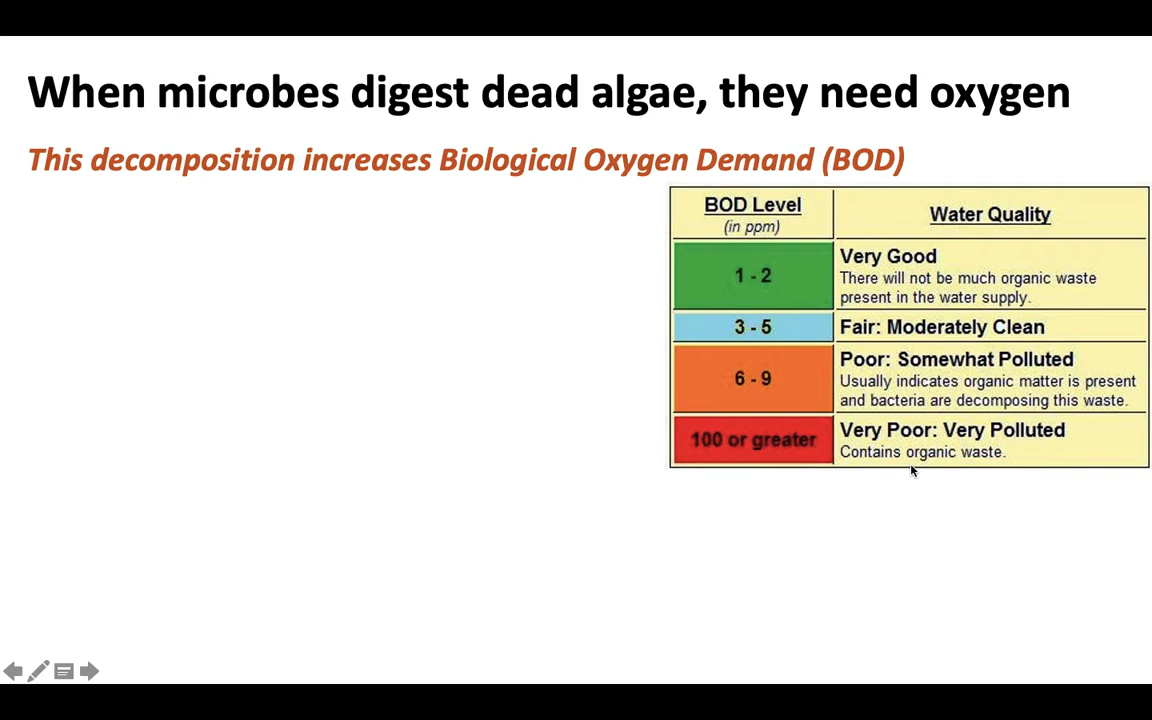 When microbes digest dead algae, they need oxygen
This decomposition increases Biological Oxygen Demand (BOD)
BOD Level
(in ppm)
Water Quality
1 - 2
Very Good
There will not be much organic waste
present in the water supply.
3 - 5
Fair: Moderately Clean
6 - 9
Poor: Somewhat Polluted
Usually indicates organic matter is present
and bacteria are decomposing this waste.
100 or greater
Very Poor: Very Polluted
Contains organic waste.